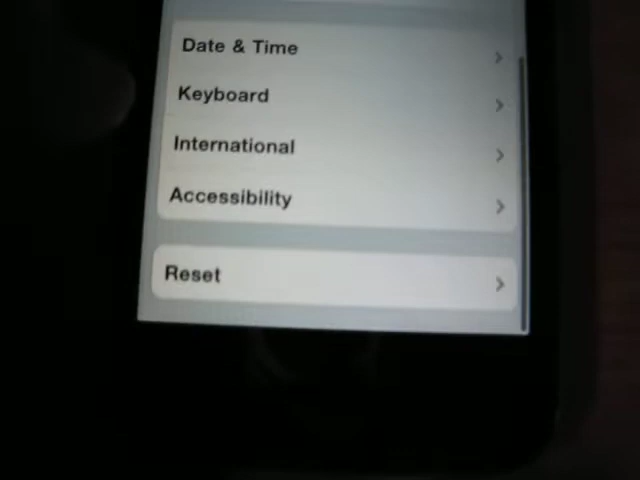 Date & Time
Keyboard
International
Accessibility
Reset